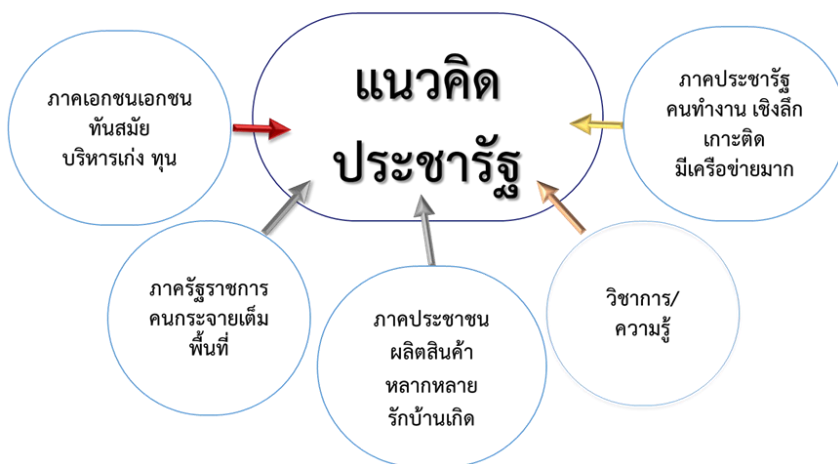 แนวคิด
ประชารัฐ
ภาคเอกชนเอกชน
ทันสมัย
บริหารเก่ง ทุน
ภาคประชารัฐ
คนทำงาน เชิงลึก
เกาะติด
มีเครือข่ายมาก
ภาครัฐราชการ
คนกระจายเต็ม
พื้นที่
ภาคประชาชน
ผลิตสินค้า
หลากหลาย
รักบ้านเกิด
วิชาการ/
ความรู้